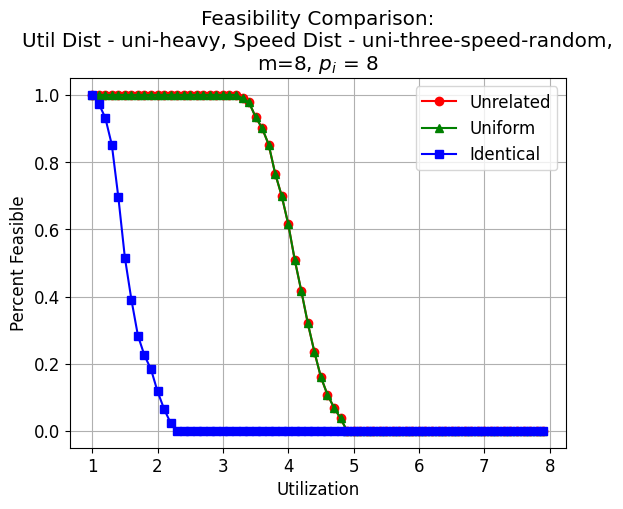 Feasibility Comparison:
Util Dist - uni-heavy, Speed Dist - uni-three-speed-random,
m=8, p_i = 8
1.0
0.8
0.6
0.4
0.2
0.0
Percent Feasible
Unrelated
Uniform
Identical
1 2 3 4 5 6 7 8
Utilization